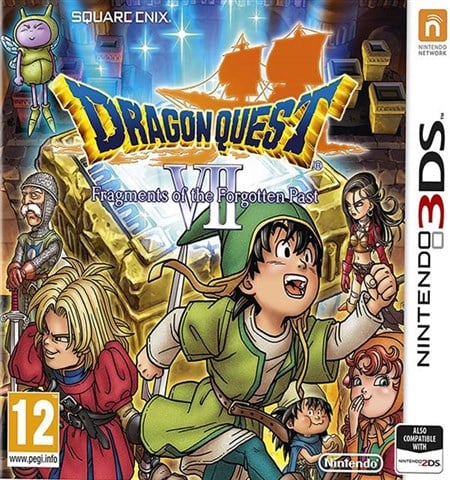 SQUARE ENIX.
NINTENDO
NETWORK
DRAGON QUEST
®
VII
Fragments of the Forgotten Past
NINTENDO 3DS
™
12
www.pegi.info
Nintendo
®
ALSO
COMPATIBLE
WITH
NINTENDO 2DS